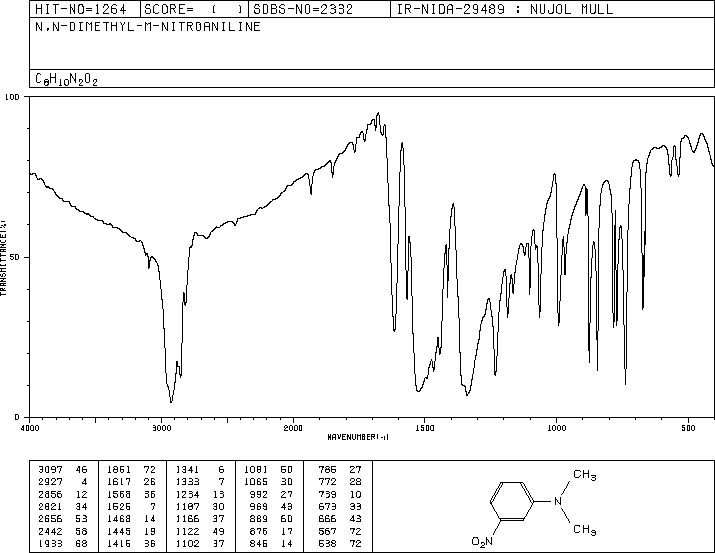 HIT-NO=1264 SCORE= ( ) SDBS-NO=2332 IR-NIDA-29489 : NUJOL MULL
N,N-DIMETHYL-M-NITROANILINE
C8H10N2O2
100
50
0
TRANSMITTANCE(%)
4000 3000 2000 1500 1000 500
WAVENUMBER(-1)
3097 46 1861 72 1341 6 1081 60 786 27
2927 4 1617 26 1333 7 1065 30 772 28
2856 12 1568 36 1234 13 992 27 739 10
2821 34 1526 7 1187 30 969 43 673 33
2656 53 1468 14 1166 37 889 60 666 43
2442 58 1445 19 1122 49 876 17 567 72
1933 68 1416 36 1102 37 846 14 538 72
CH3
N
CH3
O2N